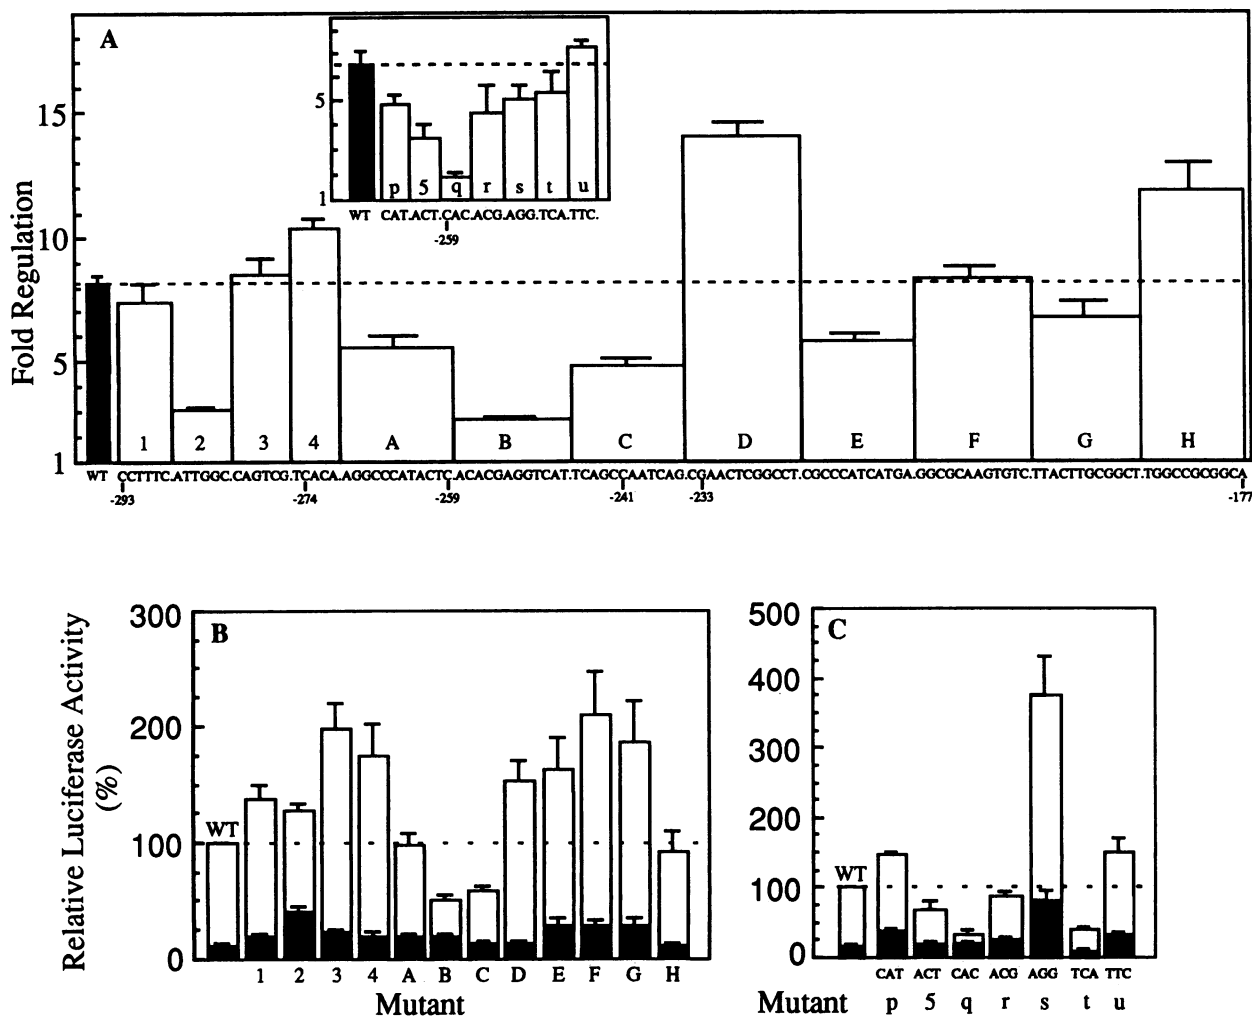 A
Fold Regulation
15
10
5
1
5
1
p 5 q r s t u
WT CAT.ACT.CAC.ACG.AGG.TCA.TTC.
-259
1 2 3 4 A B C D E F G H
WT CCTTTC.ATTGGC.CAGTCG.TCACA.AGGCCCATACTC.ACACGAGGTCAT.TCAGCCAATCAG.CGAACTCGGCCT.CGCCCATCATGA.GGCGCAAGTGTC.TTACTTGCGGCT.TGGCCGCGGCA
-293 -274 -259 -241 -233 -177
B
Relative Luciferase Activity
(%)
300
200
100
0
WT
1 2 3 4 A B C D E F G H
Mutant
C
500
400
300
200
100
0
WT
CAT ACT CAC ACG AGG TCA TTC
Mutant p 5 q r s t u